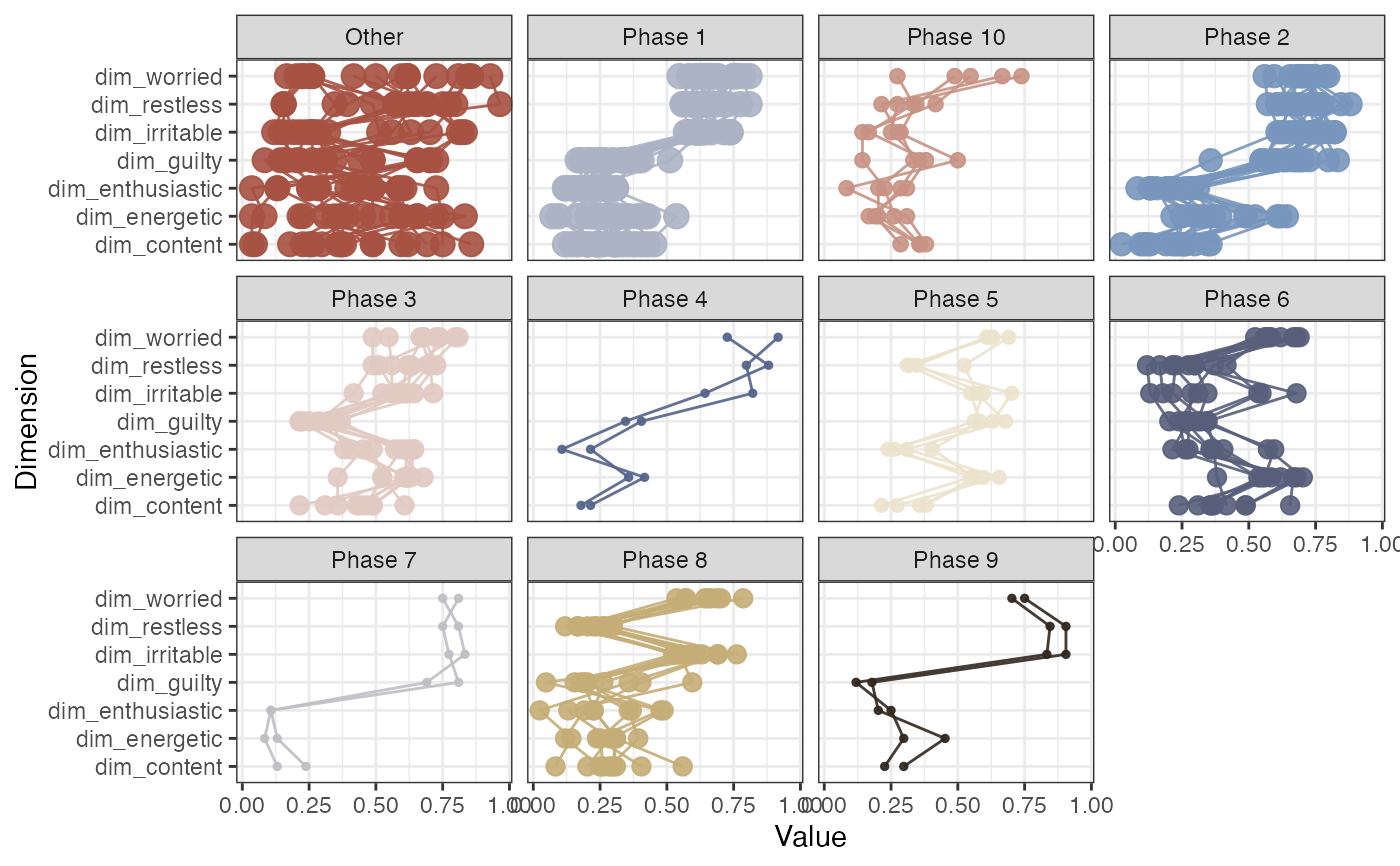 Other Phase 1 Phase 10 Phase 2
dim_worried
dim_restless
dim_irritable
dim_guilty
dim_enthusiastic
dim_energetic
dim_content
Phase 3 Phase 4 Phase 5 Phase 6
dim_worried
dim_restless
dim_irritable
dim_guilty
dim_enthusiastic
dim_energetic
dim_content
0.00 0.25 0.50 0.75 1.00
Phase 7 Phase 8 Phase 9
dim_worried
dim_restless
dim_irritable
dim_guilty
dim_enthusiastic
dim_energetic
dim_content
0.00 0.25 0.50 0.75 1.00 0.00 0.25 0.50 0.75 1.00 0.00 0.25 0.50 0.75 1.00
Value
Dimension